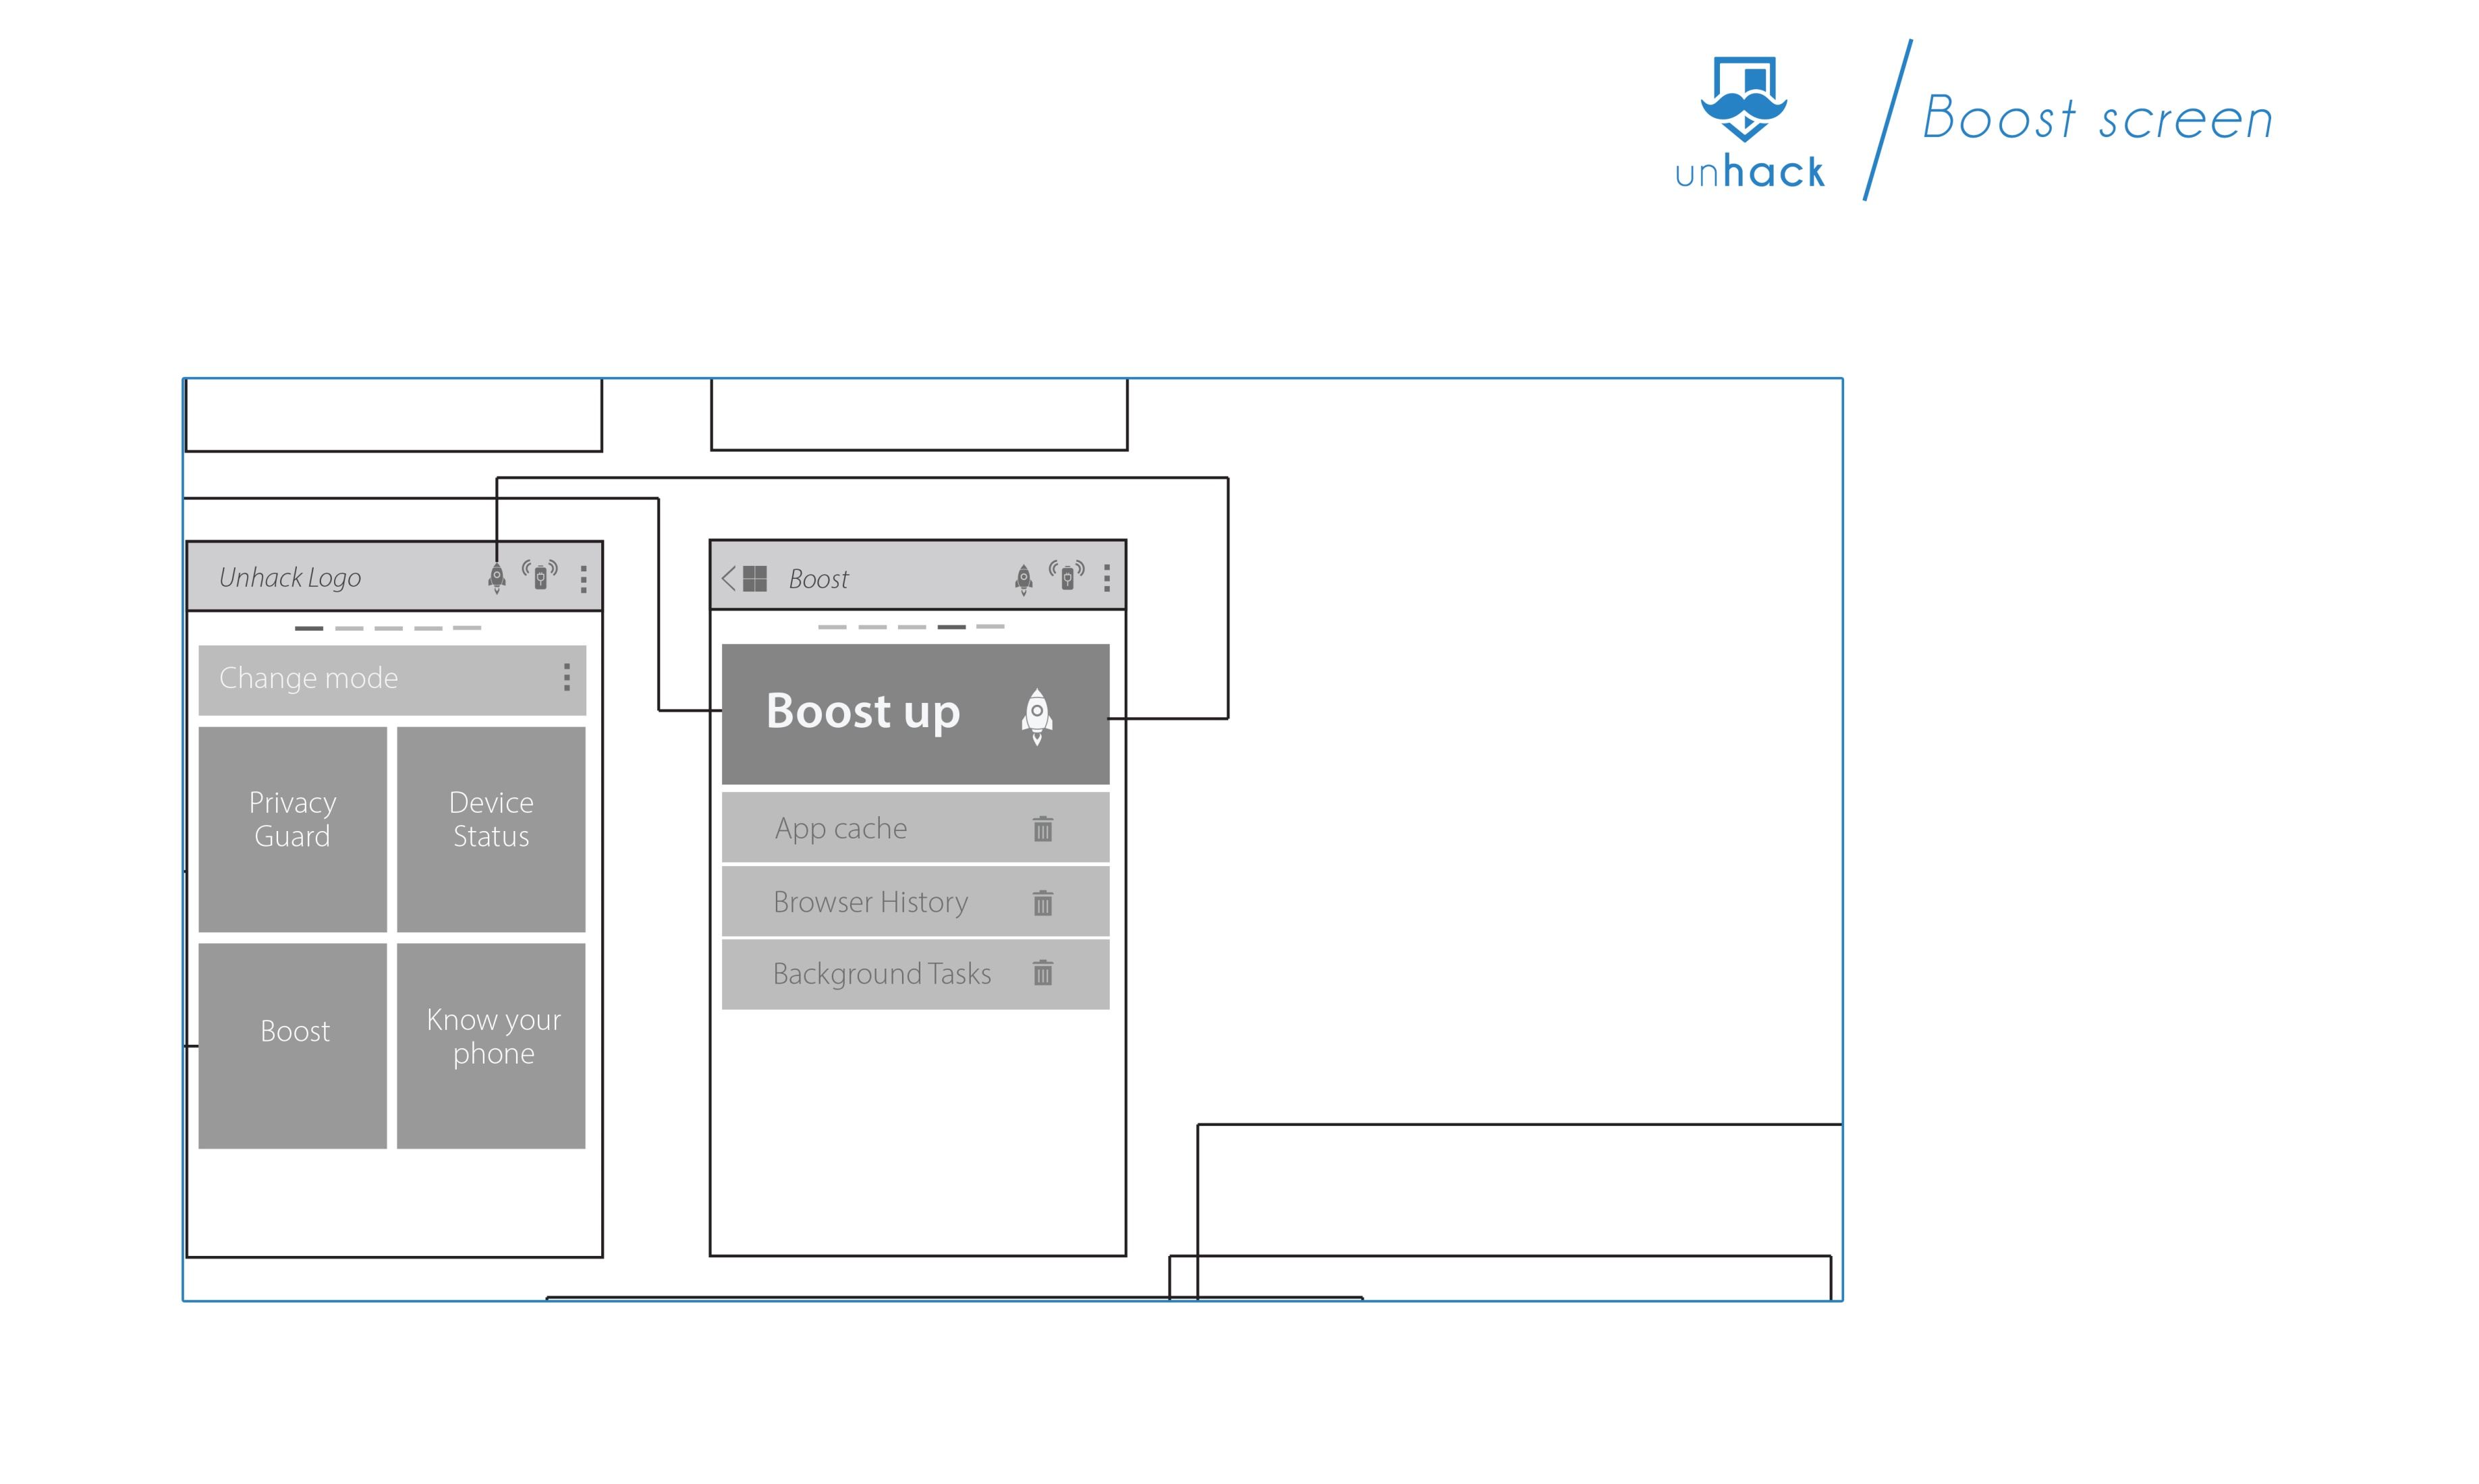 unhack
Boost screen
Unhack Logo
Change mode
Privacy
Guard
Device
Status
Boost
Know your
phone
Boost
Boost up
App cache
Browser History
Background Tasks